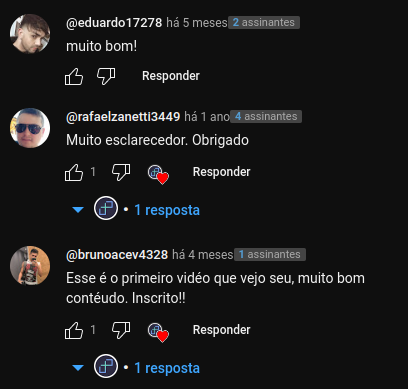 @eduardo17278 há 5 meses 2 assinantes
muito bom!
Responder
@rafaelzanetti3449 há 1 ano 4 assinantes
Muito esclarecedor. Obrigado
1 Responder
• 1 resposta
@brunoacev4328 há 4 meses 1 assinantes
Esse é o primeiro vidéo que vejo seu, muito bom
contéudo. Inscrito!!
1 Responder
• 1 resposta